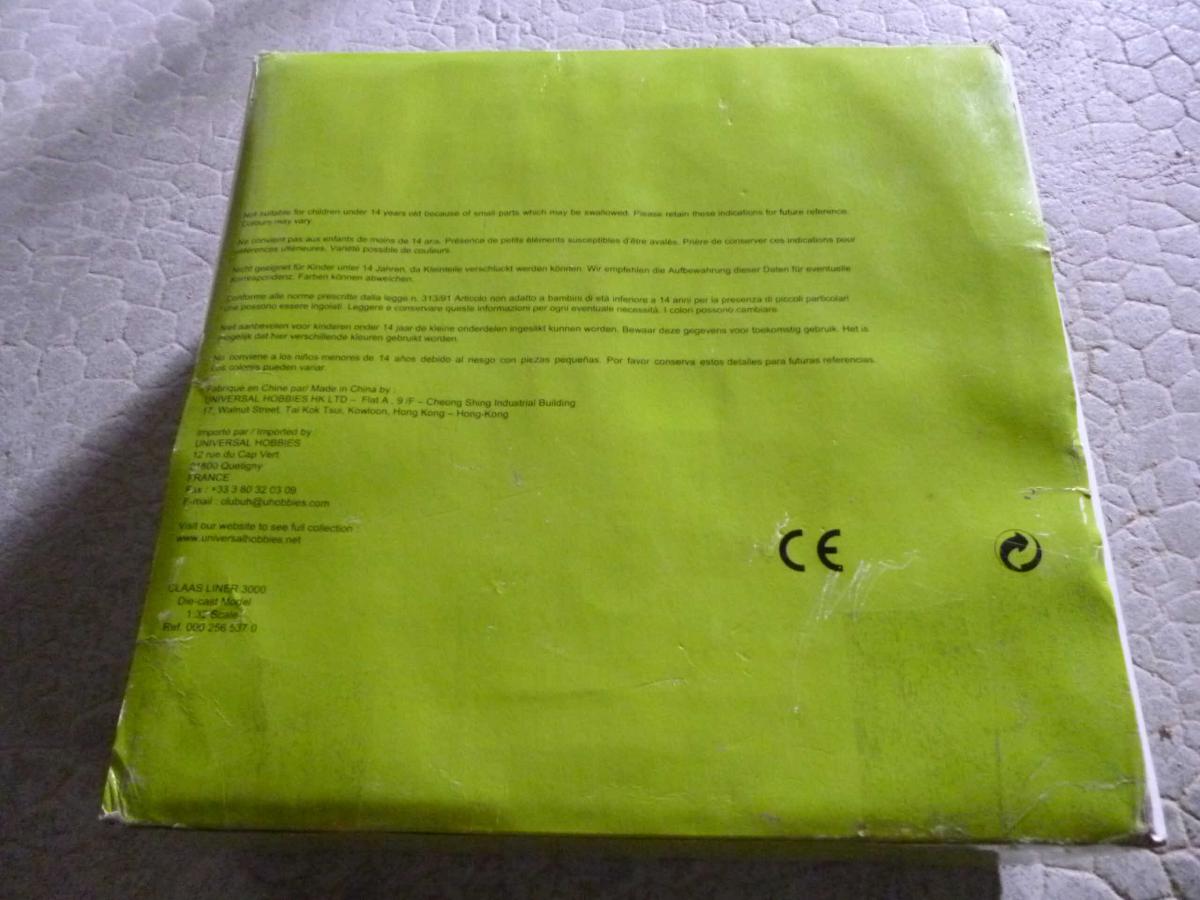 Not suitable for children under 14 years old because of small parts which may be swallowed. Please retain these indications for future reference.
Colours may vary.
Ne convient pas aux enfants de moins de 14 ans. Présence de petits éléments susceptibles d'être avalés. Prière de conserver ces indications pour
références ultérieures. Varieté possible de couleurs.
Nicht geeignet für Kinder unter 14 Jahren, da Kleinteile verschluckt werden können. Wir empfehlen die Aufbewahrung dieser Daten für eventuelle
Korrespondenz. Farben können abweichen.
Conforme alle norme prescritte dalla legge n. 313/91 Articolo non adatto a bambini di età inferiore a 14 anni per la presenza di piccoli particolari
che possono essere ingoiati. Leggere e conservare queste informazioni per ogni eventuale necessità. I colori possono cambiare.
Niet aanbevelen voor kinderen onder 14 jaar de kleine onderdelen ingeslikt kunnen worden. Bewaar deze gegevens voor toekomstig gebruik. Het is
mogelijk dat hier verschillende kleuren gebruikt worden.
No conviene a los niños menores de 14 años debido al riesgo con piezas pequeñas. Por favor conserva estos detalles para futuras referencias.
Los colores pueden variar.
Fabriqué en Chine par/ Made in China by :
UNIVERSAL HOBBIES HK LTD – Flat A , 9 /F – Cheong Shing Industrial Building
17, Walnut Street, Tai Kok Tsui, Kowloon, Hong Kong – Hong-Kong
Importé par / Imported by :
UNIVERSAL HOBBIES
12 rue du Cap Vert
21800 Quetigny
FRANCE
Fax : +33 3 80 32 03 09
E-mail : clubuh@uhobbies.com
Visit our website to see full collection :
www.universalhobbies.net
CE
CLAAS LINER 3000
Die-cast Model
1:32 Scale
Ref. 000 256 537 0